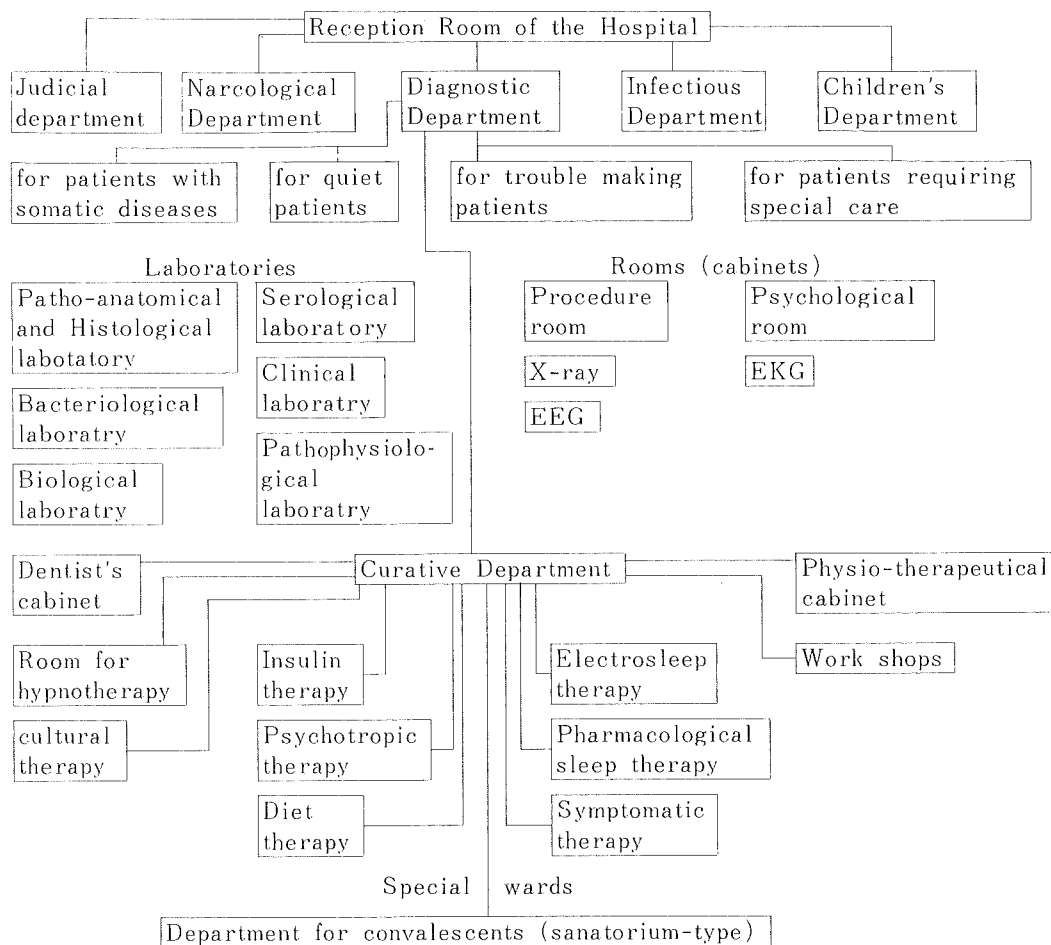 Reception Room of the Hospital
Judicial
department
Narcological
Department
Diagnostic
Department
Infectious
Department
Children's
Department
for patients with
somatic diseases
for quiet
patients
for trouble making
patients
for patients requiring
special care
Laboratories
Patho-anatomical
and Histological
labotatory
Serological
laboratory
Bacteriological
laboratry
Clinical
laboratry
Biological
laboratry
Pathophysiolo-
gical
laboratry
Rooms (cabinets)
Procedure
room
Psychological
room
X-ray
EKG
EEG
Curative Department
Dentist's
cabinet
Physio-therapeutical
cabinet
Room for
hypnotherapy
Insulin
therapy
Electrosleep
therapy
Work shops
cultural
therapy
Psychotropic
therapy
Pharmacological
sleep therapy
Diet
therapy
Symptomatic
therapy
Special wards
Department for convalescents (sanatorium-type)